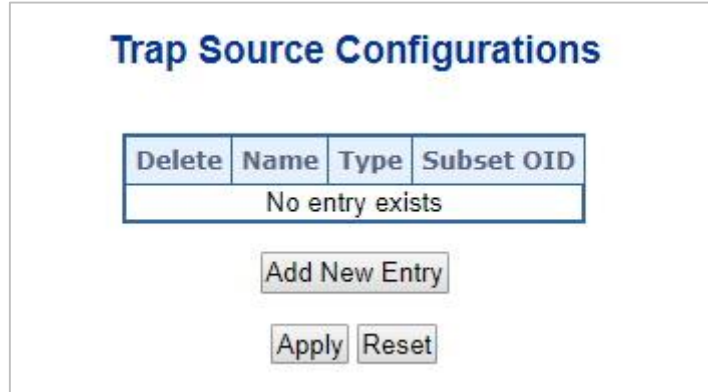 Trap Source Configurations
Delete Name Type Subset OID
No entry exists
Add New Entry
Apply Reset